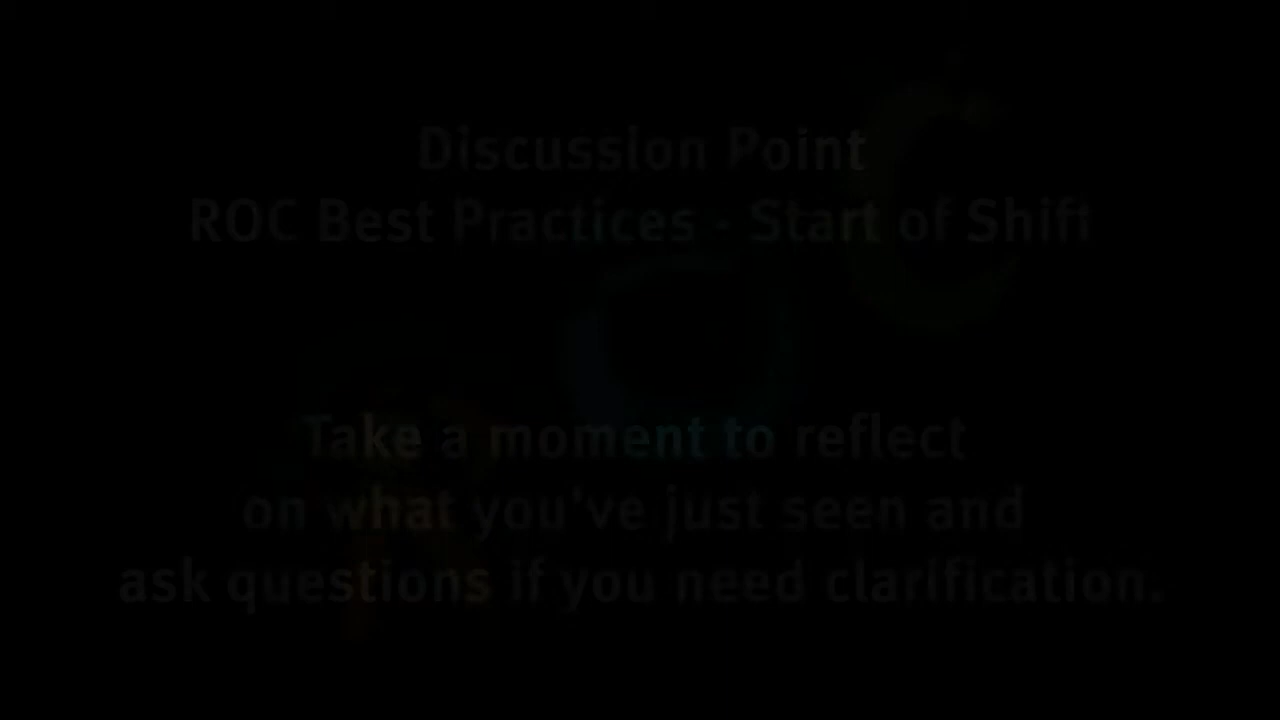 Discussion Point
ROC Best Practices - Start of Shift
Take a moment to reflect
on what you've just seen and
ask questions if you need clarification.